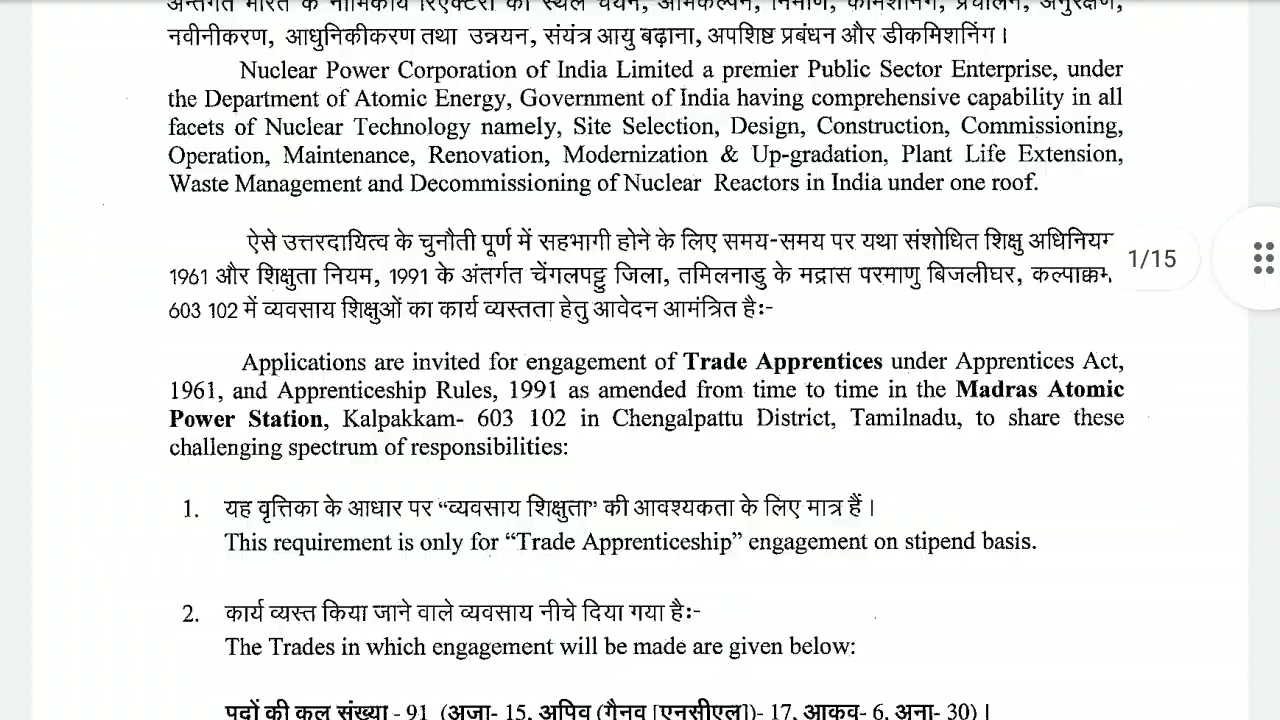 अन्तर्गत भारत के नाभिकीय रिएक्टरों का स्थल चयन, अभिकल्पन, निर्माण, कमिशनिंग, प्रचालन, अनुरक्षण,
नवीनीकरण, आधुनिकीकरण तथा उन्नयन, संयंत्र आयु बढ़ाना, अपशिष्ट प्रबंधन और डीकमिशनिंग।
Nuclear Power Corporation of India Limited a premier Public Sector Enterprise, under
the Department of Atomic Energy, Government of India having comprehensive capability in all
facets of Nuclear Technology namely, Site Selection, Design, Construction, Commissioning,
Operation, Maintenance, Renovation, Modernization & Up-gradation, Plant Life Extension,
Waste Management and Decommissioning of Nuclear Reactors in India under one roof.
ऐसे उत्तरदायित्व के चुनौती पूर्ण में सहभागी होने के लिए समय-समय पर यथा संशोधित शिक्षु अधिनियम
1/15
1961 और शिक्षुता नियम, 1991 के अंतर्गत चेंगलपट्टु जिला, तमिलनाडु के मद्रास परमाणु बिजलीघर, कल्पाक्कम
603 102 में व्यवसाय शिक्षुओं का कार्य व्यस्तता हेतु आवेदन आमंत्रित है:-
Applications are invited for engagement of Trade Apprentices under Apprentices Act,
1961, and Apprenticeship Rules, 1991 as amended from time to time in the Madras Atomic
Power Station, Kalpakkam- 603 102 in Chengalpattu District, Tamilnadu, to share these
challenging spectrum of responsibilities:
1. यह वृत्तिका के आधार पर “व्यवसाय शिक्षुता” की आवश्यकता के लिए मात्र हैं।
This requirement is only for “Trade Apprenticeship” engagement on stipend basis.
2. कार्य व्यस्त किया जाने वाले व्यवसाय नीचे दिया गया है:-
The Trades in which engagement will be made are given below:
पदों की कुल संख्या - 91 (अजा- 15, अपिव (गैनव [एनसीएल])- 17, आकव- 6, अना- 30)।